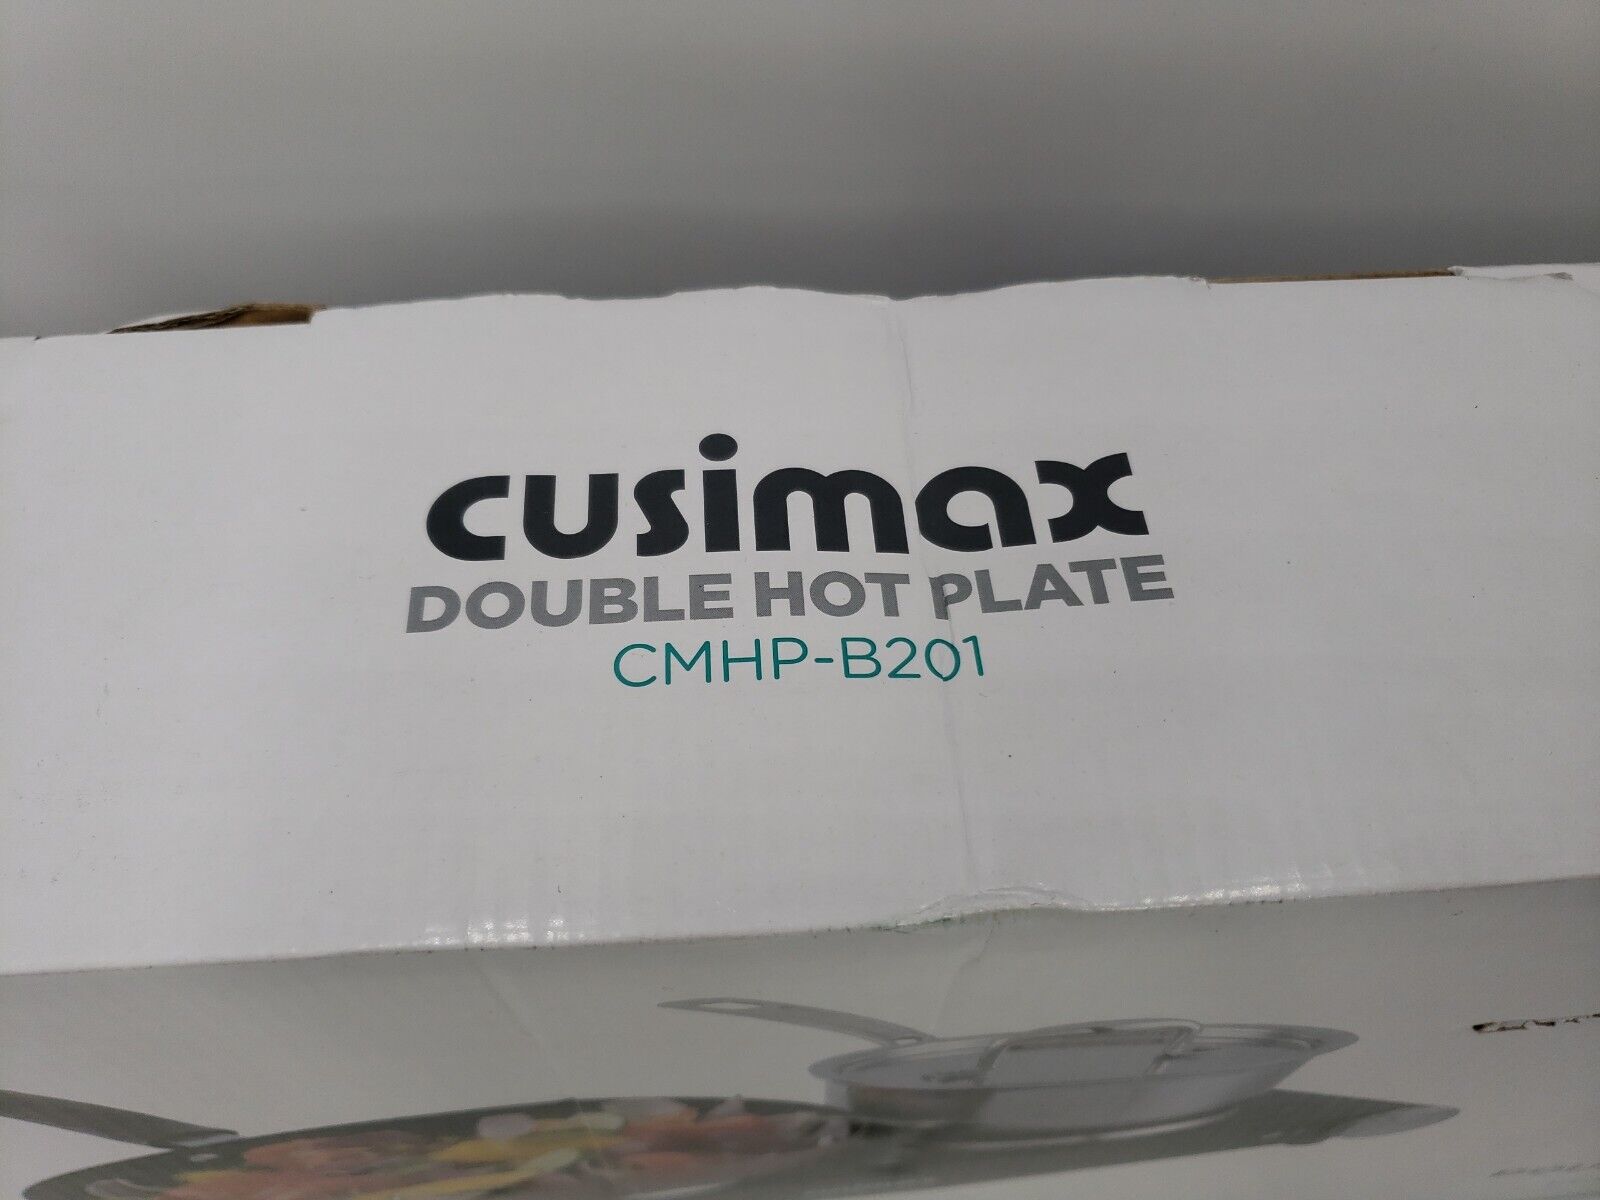 cusimax
DOUBLE HOT PLATE
CMHP-B201